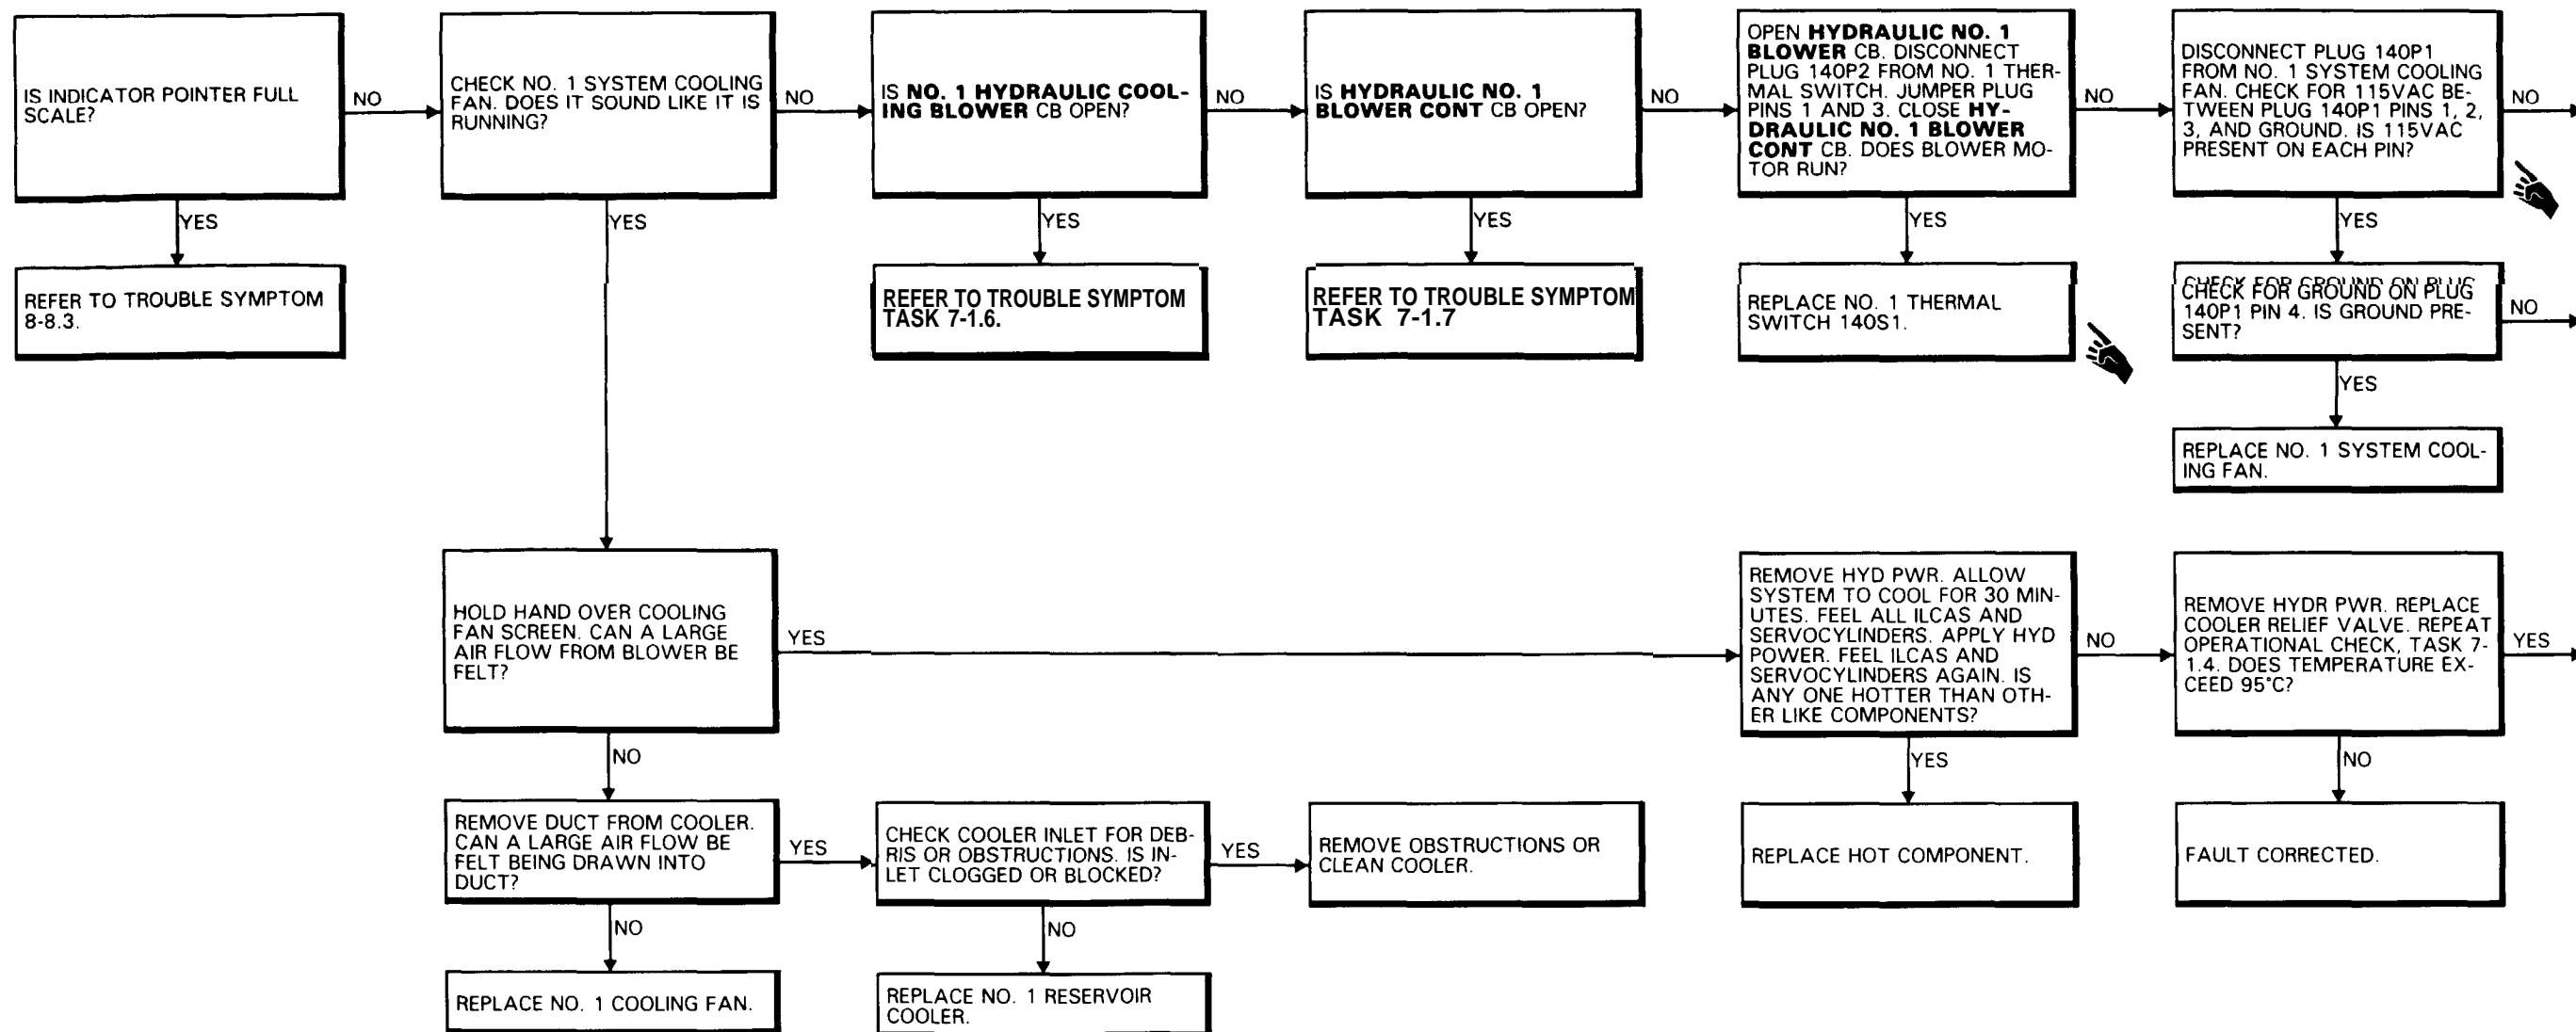 IS INDICATOR POINTER FULL
SCALE?
NO
YES
REFER TO TROUBLE SYMPTOM
8-8.3.
CHECK NO. 1 SYSTEM COOLING
FAN. DOES IT SOUND LIKE IT IS
RUNNING?
NO
YES
IS NO. 1 HYDRAULIC COOL-
ING BLOWER CB OPEN?
NO
YES
REFER TO TROUBLE SYMPTOM
TASK 7-1.6.
IS HYDRAULIC NO. 1
BLOWER CONT CB OPEN?
NO
YES
REFER TO TROUBLE SYMPTOM
TASK 7-1.7
OPEN HYDRAULIC NO. 1
BLOWER CB. DISCONNECT
PLUG 140P2 FROM NO. 1 THER-
MAL SWITCH. JUMPER PLUG
PINS 1 AND 3. CLOSE HY-
DRAULIC NO. 1 BLOWER
CONT CB. DOES BLOWER MO-
TOR RUN?
NO
YES
REPLACE NO. 1 THERMAL
SWITCH 140S1.
DISCONNECT PLUG 140P1
FROM NO. 1 SYSTEM COOLING
FAN. CHECK FOR 115VAC BE-
TWEEN PLUG 140P1 PINS 1, 2,
3, AND GROUND. IS 115VAC
PRESENT ON EACH PIN?
NO
YES
CHECK FOR GROUND ON PLUG
140P1 PIN 4. IS GROUND PRE-
SENT?
NO
YES
REPLACE NO. 1 SYSTEM COOL-
ING FAN.
HOLD HAND OVER COOLING
FAN SCREEN. CAN A LARGE
AIR FLOW FROM BLOWER BE
FELT?
YES
NO
REMOVE HYD PWR. ALLOW
SYSTEM TO COOL FOR 30 MIN-
UTES. FEEL ALL ILCAS AND
SERVOCYLINDERS. APPLY HYD
POWER. FEEL ILCAS AND
SERVOCYLINDERS AGAIN. IS
ANY ONE HOTTER THAN OTH-
ER LIKE COMPONENTS?
NO
YES
REPLACE HOT COMPONENT.
REMOVE HYDR PWR. REPLACE
COOLER RELIEF VALVE. REPEAT
OPERATIONAL CHECK, TASK 7-
1.4. DOES TEMPERATURE EX-
CEED 95°C?
YES
NO
FAULT CORRECTED.
REMOVE DUCT FROM COOLER.
CAN A LARGE AIR FLOW BE
FELT BEING DRAWN INTO
DUCT?
YES
NO
REPLACE NO. 1 COOLING FAN.
CHECK COOLER INLET FOR DEB-
RIS OR OBSTRUCTIONS. IS IN-
LET CLOGGED OR BLOCKED?
YES
NO
REPLACE NO. 1 RESERVOIR
COOLER.
REMOVE OBSTRUCTIONS OR
CLEAN COOLER.